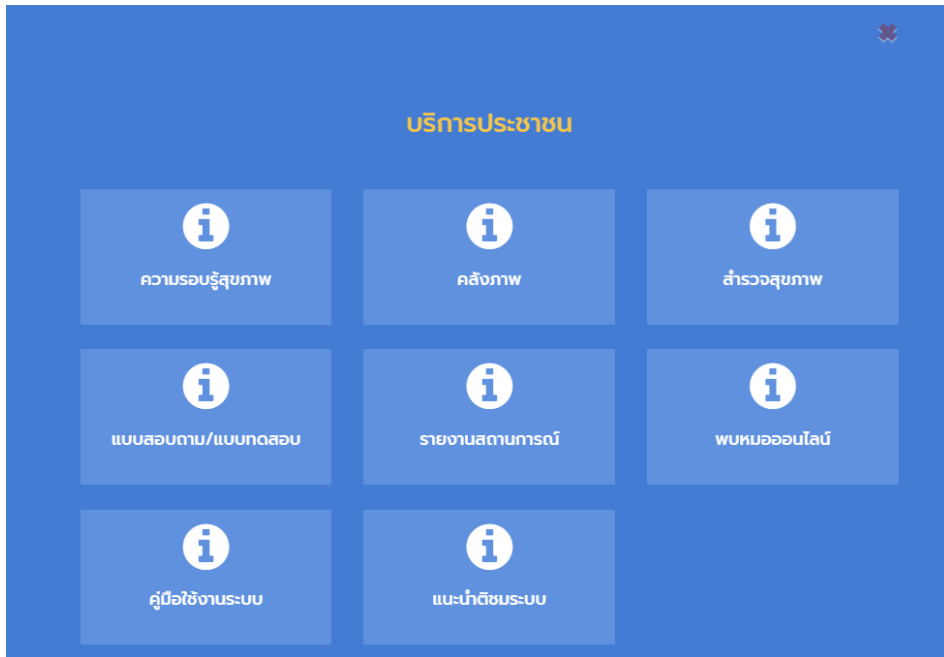 บริการประชาชน
ความรอบรู้สุขภาพ
คลังภาพ
สำรวจสุขภาพ
แบบสอบถาม/แบบทดสอบ
รายงานสถานการณ์
พบหมอออนไลน์
คู่มือใช้งานระบบ
แนะนำติชมระบบ